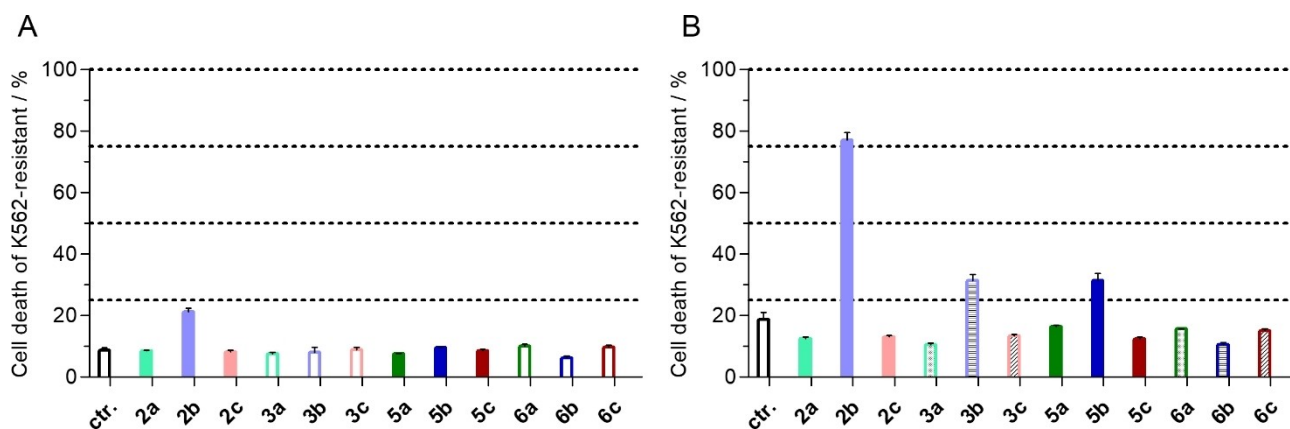 A
Cell death of K562-resistant / %
100
80
60
40
20
0
ctr. 2a 2b 2c 3a 3b 3c 5a 5b 5c 6a 6b 6c
B
Cell death of K562-resistant / %
100
80
60
40
20
0
ctr. 2a 2b 2c 3a 3b 3c 5a 5b 5c 6a 6b 6c